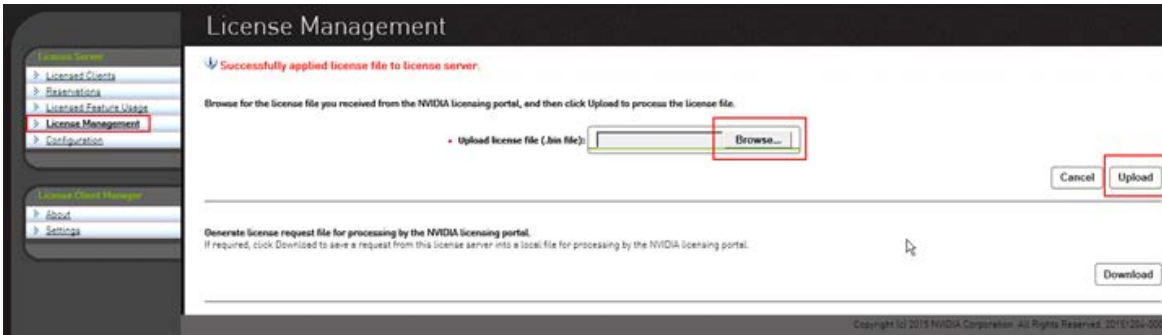 License Management
License Server
Licensed Clients
Reservations
Licensed Feature Usage
License Management
Configuration
License Client Manager
About
Settings
Successfully applied license file to license server.
Browse for the license file you received from the NVIDIA licensing portal, and then click Upload to process the license file.
Upload license file (.bin file): Browse...
Cancel Upload
Generate license request file for processing by the NVIDIA licensing portal.
If required, click Download to save a request from this license server into a local file for processing by the NVIDIA licensing portal.
Download
Copyright (c) 2015 NVIDIA Corporation. All Rights Reserved.